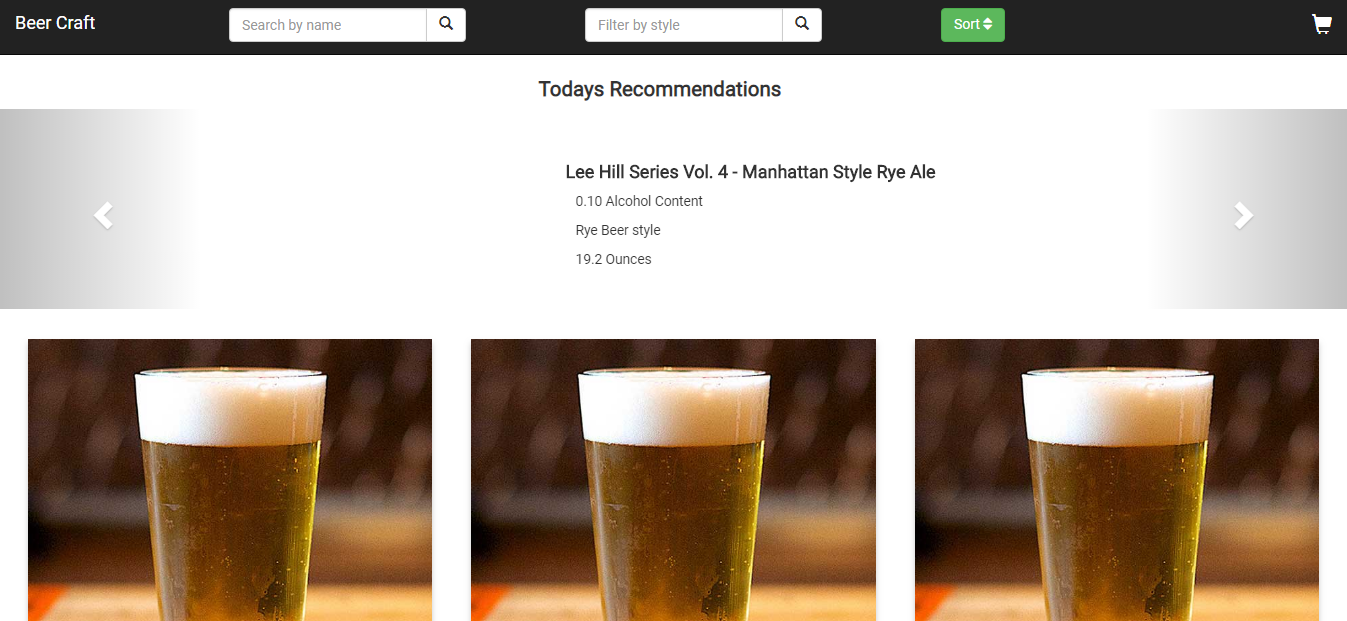 Beer Craft
Search by name
Filter by style
Sort
Todays Recommendations
Lee Hill Series Vol. 4 - Manhattan Style Rye Ale
0.10 Alcohol Content
Rye Beer style
19.2 Ounces